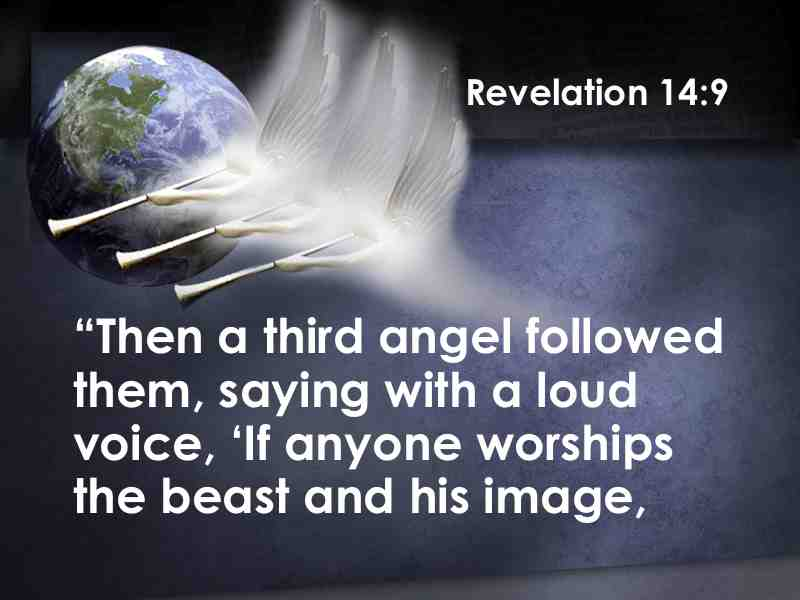 Revelation 14:9
“Then a third angel followed
them, saying with a loud
voice, ‘If anyone worships
the beast and his image,